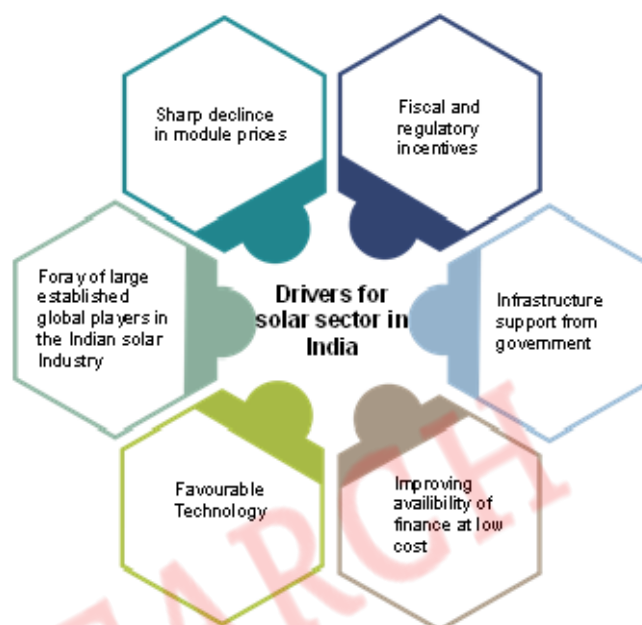 Sharp declince
in module prices
Fiscal and
regulatory
incentives
Foray of large
established
global players in
the Indian solar
Industry
Drivers for
solar sector in
India
Infrastructure
support from
government
Favourable
Technology
Improving
availibility of
finance at low
cost
EARCH